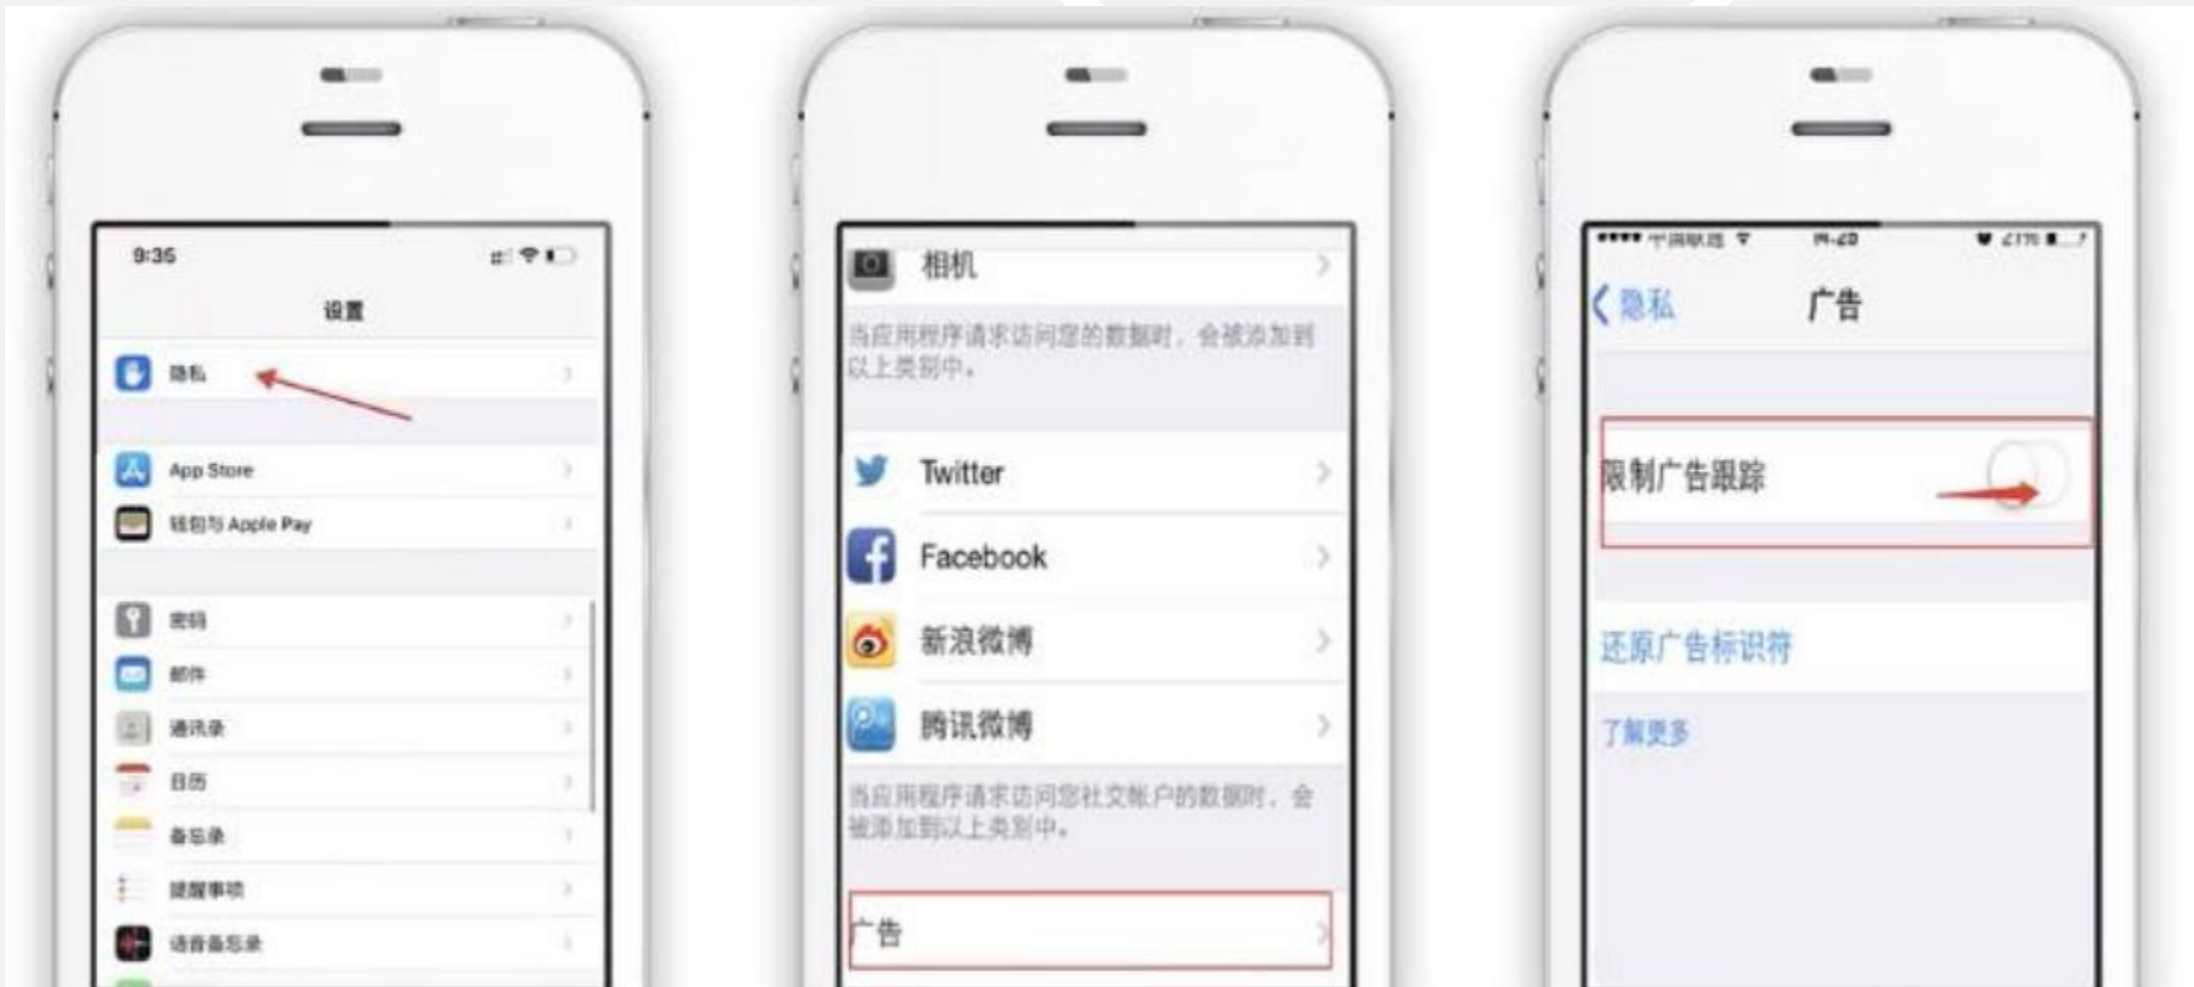 9:35
设置
隐私
App Store
钱包与 Apple Pay
密码
邮件
通讯录
日历
备忘录
提醒事项
语音备忘录
相机
当应用程序请求访问您的数据时，会被添加到
以上类别中。
Twitter
Facebook
新浪微博
腾讯微博
当应用程序请求访问您社交帐户的数据时，会
被添加到以上类别中。
广告
21%
隐私
广告
限制广告跟踪
还原广告标识符
了解更多